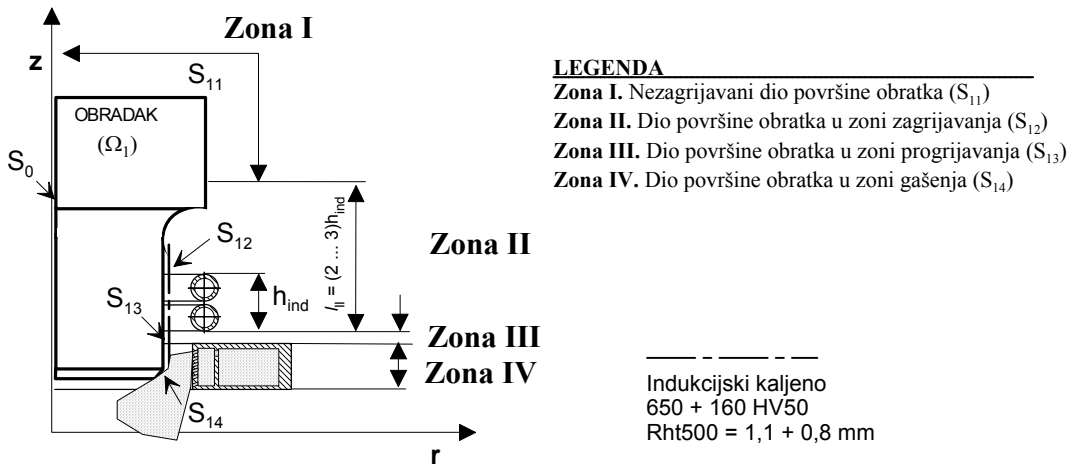 Zona I
z
S11
OBRADAK
(Ω1)
S0
S12
lII = (2 ... 3)hind
Zona II
hind
S13
Zona III
Zona IV
S14
r
LEGENDA
Zona I. Nezagrijavani dio površine obratka (S11)
Zona II. Dio površine obratka u zoni zagrijavanja (S12)
Zona III. Dio površine obratka u zoni progrijavanja (S13)
Zona IV. Dio površine obratka u zoni gašenja (S14)
Indukcijski kaljeno
650 + 160 HV50
Rht500 = 1,1 + 0,8 mm